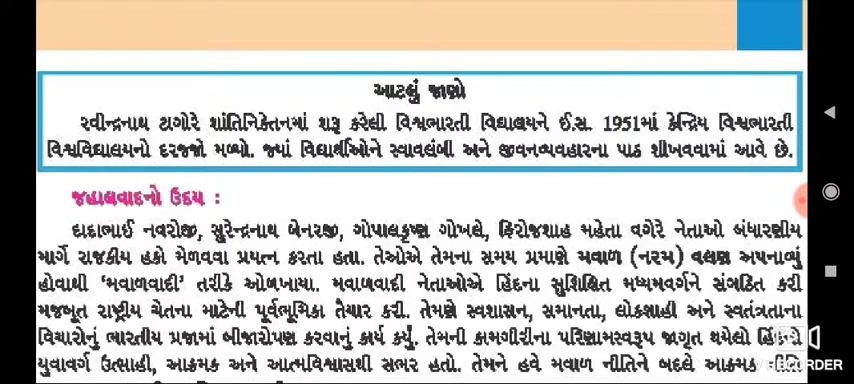 આટલું જાણો
રવીન્દ્રનાથ ટાગોરે શાંતિનિકેતનમાં શરૂ કરેલી વિશ્વભારતી વિદ્યાલયને ઈ.સ. 1951માં કેન્દ્રિય વિશ્વભારતી
વિશ્વવિદ્યાલયનો દરજ્જો મળ્યો. જ્યાં વિદ્યાર્થીઓને સ્વાવલંબી અને જીવનવ્યવહારના પાઠ શીખવવામાં આવે છે.
જહાલવાદનો ઉદય :
દાદાભાઈ નવરોજી, સુરેન્દ્રનાથ બેનરજી, ગોપાલકૃષ્ણ ગોખલે, ફિરોજશાહ મહેતા વગેરે નેતાઓ બંધારણીય
માર્ગે રાજકીય હકો મેળવવા પ્રયત્ન કરતા હતા. તેઓએ તેમના સમય પ્રમાણે મવાળ (નરમ) વલણ અપનાવ્યું
હોવાથી ‘મવાળવાદી’ તરીકે ઓળખાયા. મવાળવાદી નેતાઓએ હિંદના સુશિક્ષિત મધ્યમવર્ગને સંગઠિત કરી
મજબૂત રાષ્ટ્રીય ચેતના માટેની પૂર્વભૂમિકા તૈયાર કરી. તેમણે સ્વશાસન, સમાનતા, લોકશાહી અને સ્વતંત્રતાના
વિચારોનું ભારતીય પ્રજામાં બીજારોપણ કરવાનું કાર્ય કર્યું. તેમની કામગીરીના પરિણામસ્વરૂપ જાગૃત થયેલો હિંદનો
યુવાવર્ગ ઉત્સાહી, આક્રમક અને આત્મવિશ્વાસથી સભર હતો. તેમને હવે મવાળ નીતિને બદલે આક્રમક નીતિ
RECORDER